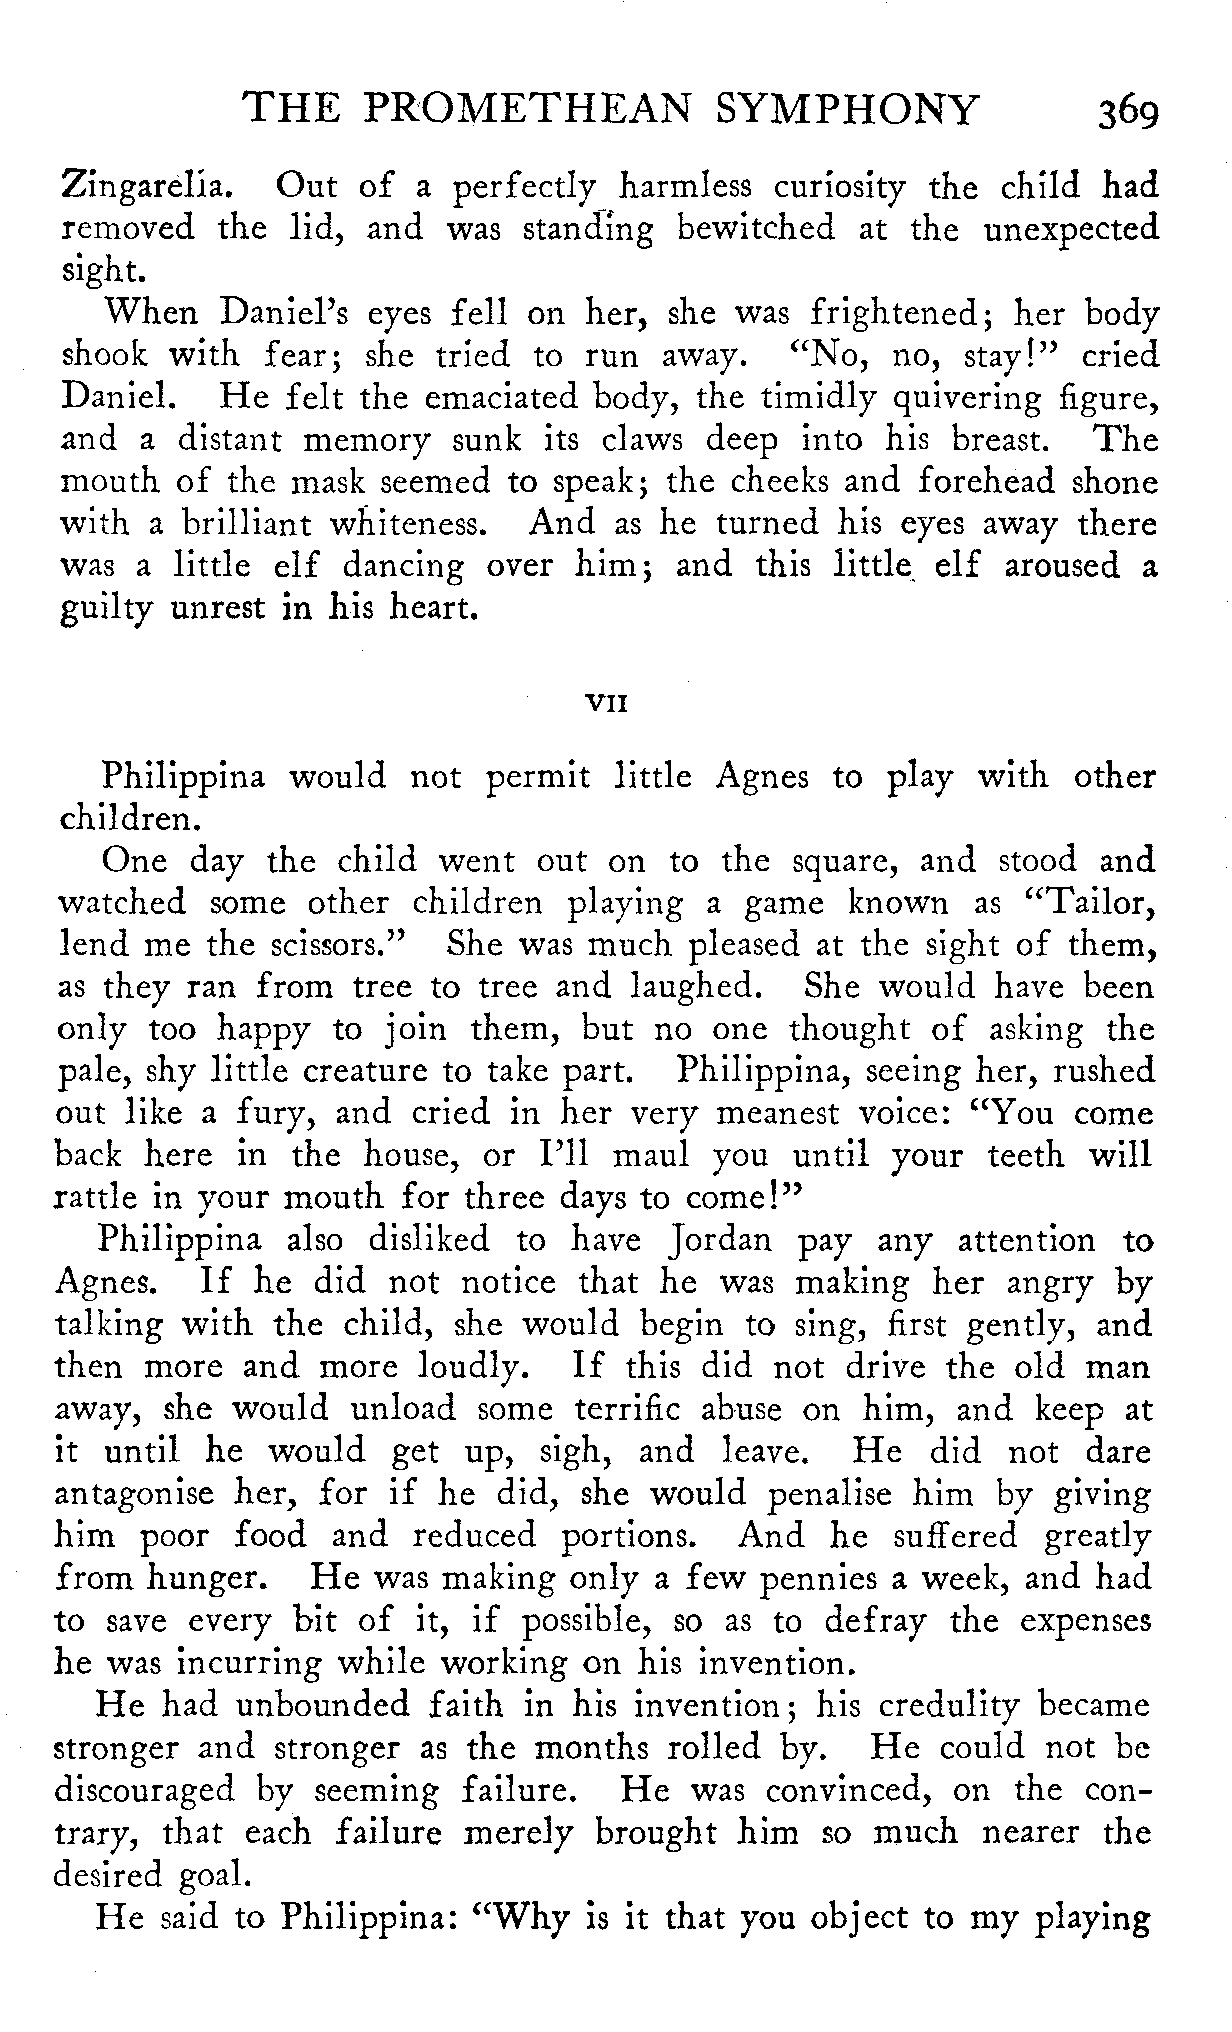 THE PROMETHEAN SYMPHONY 369
Zingarelia. Out of a perfectly harmless curiosity the child had
removed the lid, and was standing bewitched at the unexpected
sight.
When Daniel's eyes fell on her, she was frightened; her body
shook with fear; she tried to run away. "No, no, stay!" cried
Daniel. He felt the emaciated body, the timidly quivering figure,
and a distant memory sunk its claws deep into his breast. The
mouth of the mask seemed to speak; the cheeks and forehead shone
with a brilliant whiteness. And as he turned his eyes away there
was a little elf dancing over him; and this little elf aroused a
guilty unrest in his heart.
VII
Philippina would not permit little Agnes to play with other
children.
One day the child went out on to the square, and stood and
watched some other children playing a game known as "Tailor,
lend me the scissors." She was much pleased at the sight of them,
as they ran from tree to tree and laughed. She would have been
only too happy to join them, but no one thought of asking the
pale, shy little creature to take part. Philippina, seeing her, rushed
out like a fury, and cried in her very meanest voice: "You come
back here in the house, or I'll maul you until your teeth will
rattle in your mouth for three days to come!"
Philippina also disliked to have Jordan pay any attention to
Agnes. If he did not notice that he was making her angry by
talking with the child, she would begin to sing, first gently, and
then more and more loudly. If this did not drive the old man
away, she would unload some terrific abuse on him, and keep at
it until he would get up, sigh, and leave. He did not dare
antagonise her, for if he did, she would penalise him by giving
him poor food and reduced portions. And he suffered greatly
from hunger. He was making only a few pennies a week, and had
to save every bit of it, if possible, so as to defray the expenses
he was incurring while working on his invention.
He had unbounded faith in his invention; his credulity became
stronger and stronger as the months rolled by. He could not be
discouraged by seeming failure. He was convinced, on the con-
trary, that each failure merely brought him so much nearer the
desired goal.
He said to Philippina: "Why is it that you object to my playing